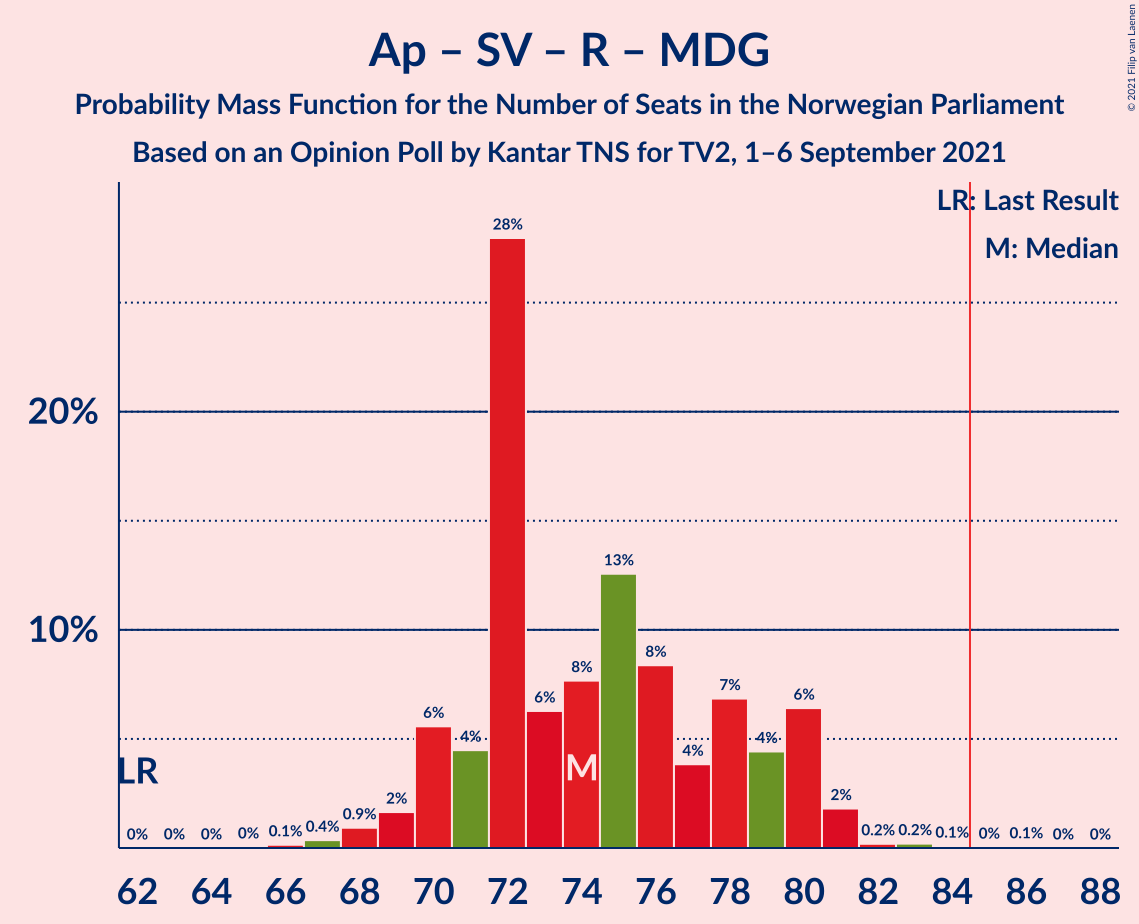 Ap – SV – R – MDG
Probability Mass Function for the Number of Seats in the Norwegian Parliament
Based on an Opinion Poll by Kantar TNS for TV2, 1–6 September 2021
© 2021 Filip van Laenen
LR: Last Result
M: Median
20%
10%
LR
M
0% 0% 0% 0% 0.1% 0.4% 0.9% 2% 6% 4% 28% 6% 8% 13% 8% 4% 7% 4% 6% 2% 0.2% 0.2% 0.1% 0% 0.1% 0% 0%
62 64 66 68 70 72 74 76 78 80 82 84 86 88